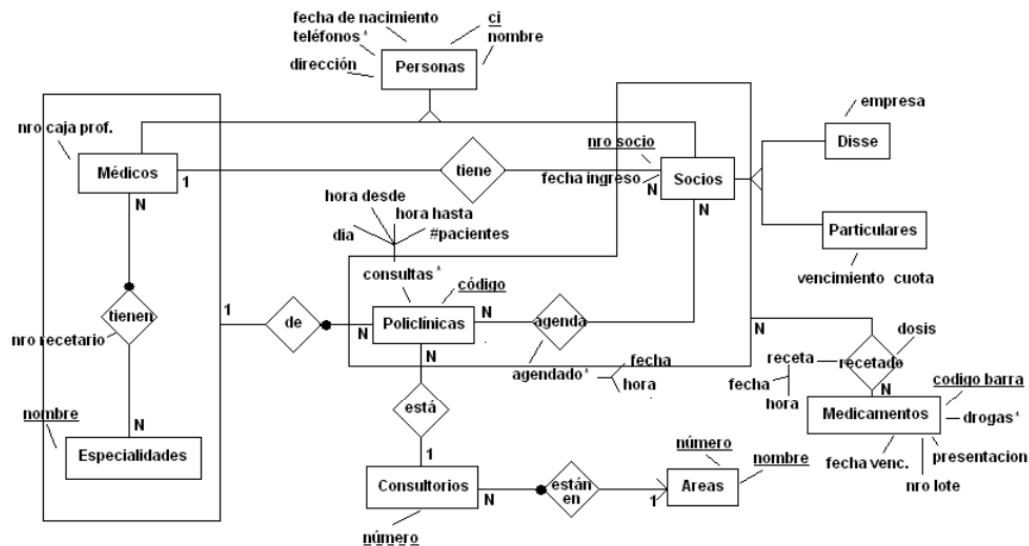 fecha de nacimiento
ci
teléfonos*
nombre
dirección
Personas
empresa
nro caja prof.
Disse
nro socio
Médicos
1
tiene
fecha ingreso
N
Socios
N
N
hora desde
hora hasta
dia
#pacientes
Particulares
consultas*
vencimiento cuota
código
tienen
1
de
N
Policlínicas
N
agenda
N
dosis
nro recetario
N
agendado*
fecha
hora
receta
recetado
fecha
hora
N
codigo barra
Medicamentos
drogas*
está
nombre
N
número
fecha venc.
presentacion
Especialidades
1
nombre
nro lote
Consultorios
N
están
en
1
Areas
número